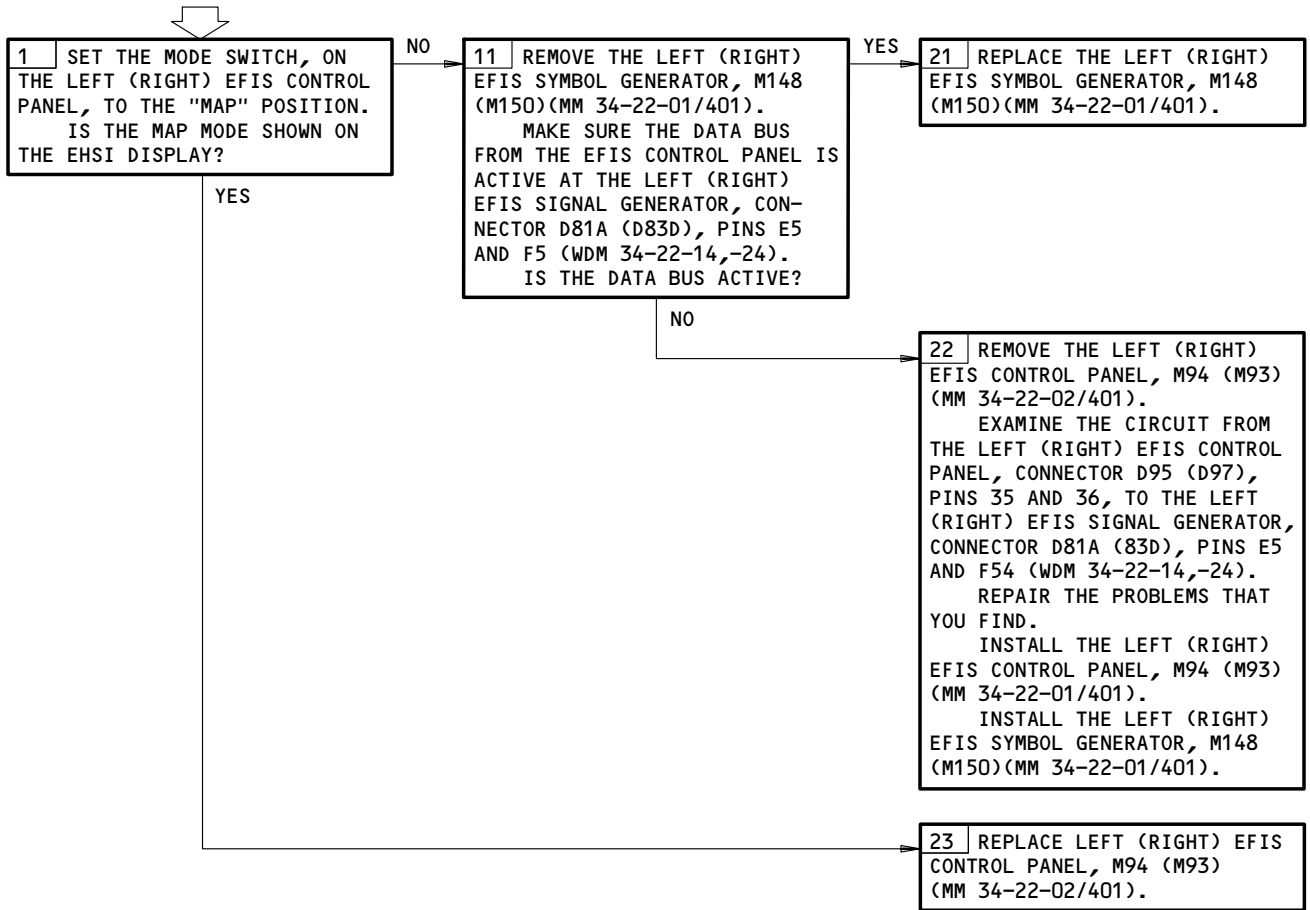 1 SET THE MODE SWITCH, ON
THE LEFT (RIGHT) EFIS CONTROL
PANEL, TO THE "MAP" POSITION.
IS THE MAP MODE SHOWN ON
THE EHSI DISPLAY?
NO
YES
11 REMOVE THE LEFT (RIGHT)
EFIS SYMBOL GENERATOR, M148
(M150)(MM 34-22-01/401).
MAKE SURE THE DATA BUS
FROM THE EFIS CONTROL PANEL IS
ACTIVE AT THE LEFT (RIGHT)
EFIS SIGNAL GENERATOR, CON-
NECTOR D81A (D83D), PINS E5
AND F5 (WDM 34-22-14,-24).
IS THE DATA BUS ACTIVE?
YES
NO
21 REPLACE THE LEFT (RIGHT)
EFIS SYMBOL GENERATOR, M148
(M150)(MM 34-22-01/401).
22 REMOVE THE LEFT (RIGHT)
EFIS CONTROL PANEL, M94 (M93)
(MM 34-22-02/401).
EXAMINE THE CIRCUIT FROM
THE LEFT (RIGHT) EFIS CONTROL
PANEL, CONNECTOR D95 (D97),
PINS 35 AND 36, TO THE LEFT
(RIGHT) EFIS SIGNAL GENERATOR,
CONNECTOR D81A (83D), PINS E5
AND F54 (WDM 34-22-14,-24).
REPAIR THE PROBLEMS THAT
YOU FIND.
INSTALL THE LEFT (RIGHT)
EFIS CONTROL PANEL, M94 (M93)
(MM 34-22-01/401).
INSTALL THE LEFT (RIGHT)
EFIS SYMBOL GENERATOR, M148
(M150)(MM 34-22-01/401).
23 REPLACE LEFT (RIGHT) EFIS
CONTROL PANEL, M94 (M93)
(MM 34-22-02/401).